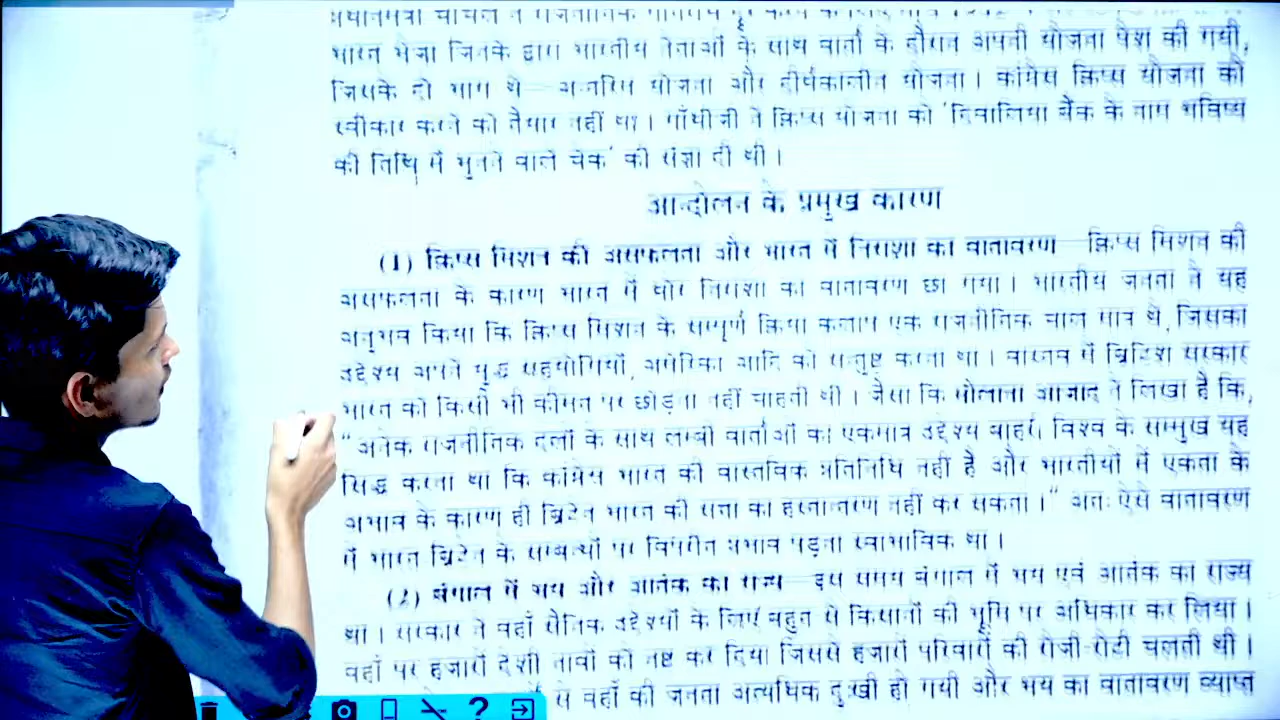 भारत भेजा जिनके द्वारा भारतीय नेताओं के साथ वार्ता के दौरान अपनी योजना पेश की गयी,
जिसके दो भाग थे—अन्तरिम योजना और दीर्घकालीन योजना। कांग्रेस क्रिप्स योजना को
स्वीकार करने को तैयार नहीं था। गाँधीजी ने क्रिप्स योजना को 'दिवालिया बैंक के नाम भविष्य
की तिथि में भुनने वाले चेक' की संज्ञा दी थी।
आन्दोलन के प्रमुख कारण
(1) क्रिप्स मिशन की असफलता और भारत में निराशा का वातावरण—क्रिप्स मिशन की
असफलता के कारण भारत में घोर निराशा का वातावरण छा गया। भारतीय जनता ने यह
अनुभव किया कि क्रिप्स मिशन के सम्पूर्ण क्रिया कलाप एक राजनीतिक चाल मात्र थे, जिसका
उद्देश्य अपने युद्ध सहयोगियों, अमेरिका आदि को सन्तुष्ट करना था। वास्तव में ब्रिटिश सरकार
भारत को किसी भी कीमत पर छोड़ना नहीं चाहती थी। जैसा कि मौलाना आजाद ने लिखा है कि,
"अनेक राजनीतिक दलों के साथ लम्बी वार्ताओं का एकमात्र उद्देश्य बाहरी विश्व के सम्मुख यह
सिद्ध करना था कि कांग्रेस भारत की वास्तविक प्रतिनिधि नहीं है और भारतीयों में एकता के
अभाव के कारण ही ब्रिटेन भारत की सत्ता का हस्तान्तरण नहीं कर सकता।" अतः ऐसे वातावरण
में भारत ब्रिटेन के सम्बन्धों पर विपरीत प्रभाव पड़ना स्वाभाविक था।
(2) बंगाल में भय और आतंक का राज्य—इस समय बंगाल में भय एवं आतंक का राज्य
था। सरकार ने वहाँ सैनिक उद्देश्यों के लिए बहुत से किसानों की भूमि पर अधिकार कर लिया।
वहाँ पर हजारों देशी नावों को नष्ट कर दिया जिससे हजारों परिवारों की रोजी-रोटी चलती थी।
से वहाँ की जनता अत्यधिक दुःखी हो गयी और भय का वातावरण व्याप्त